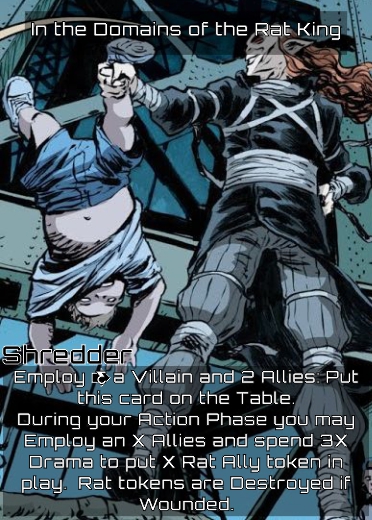 In the Domains of the Rat King
Shredder
Employ a Villain and 2 Allies: Put
this card on the Table.
During your Action Phase you may
Employ an X Allies and spend 3X
Drama to put X Rat Ally token in
play. Rat tokens are Destroyed if
Wounded.